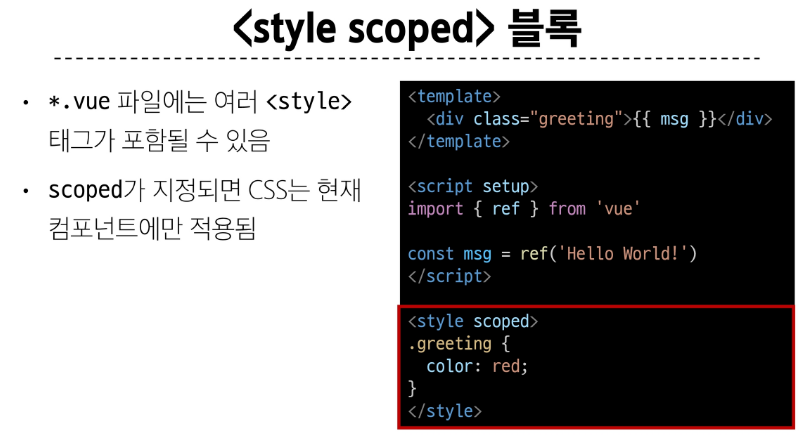 <style scoped> 블록
• *.vue 파일에는 여러 <style>
태그가 포함될 수 있음
• scoped가 지정되면 CSS는 현재
컴포넌트에만 적용됨
<template>
  <div class="greeting">{{ msg }}</div>
</template>

<script setup>
import { ref } from 'vue'

const msg = ref('Hello World!')
</script>

<style scoped>
.greeting {
  color: red;
}
</style>